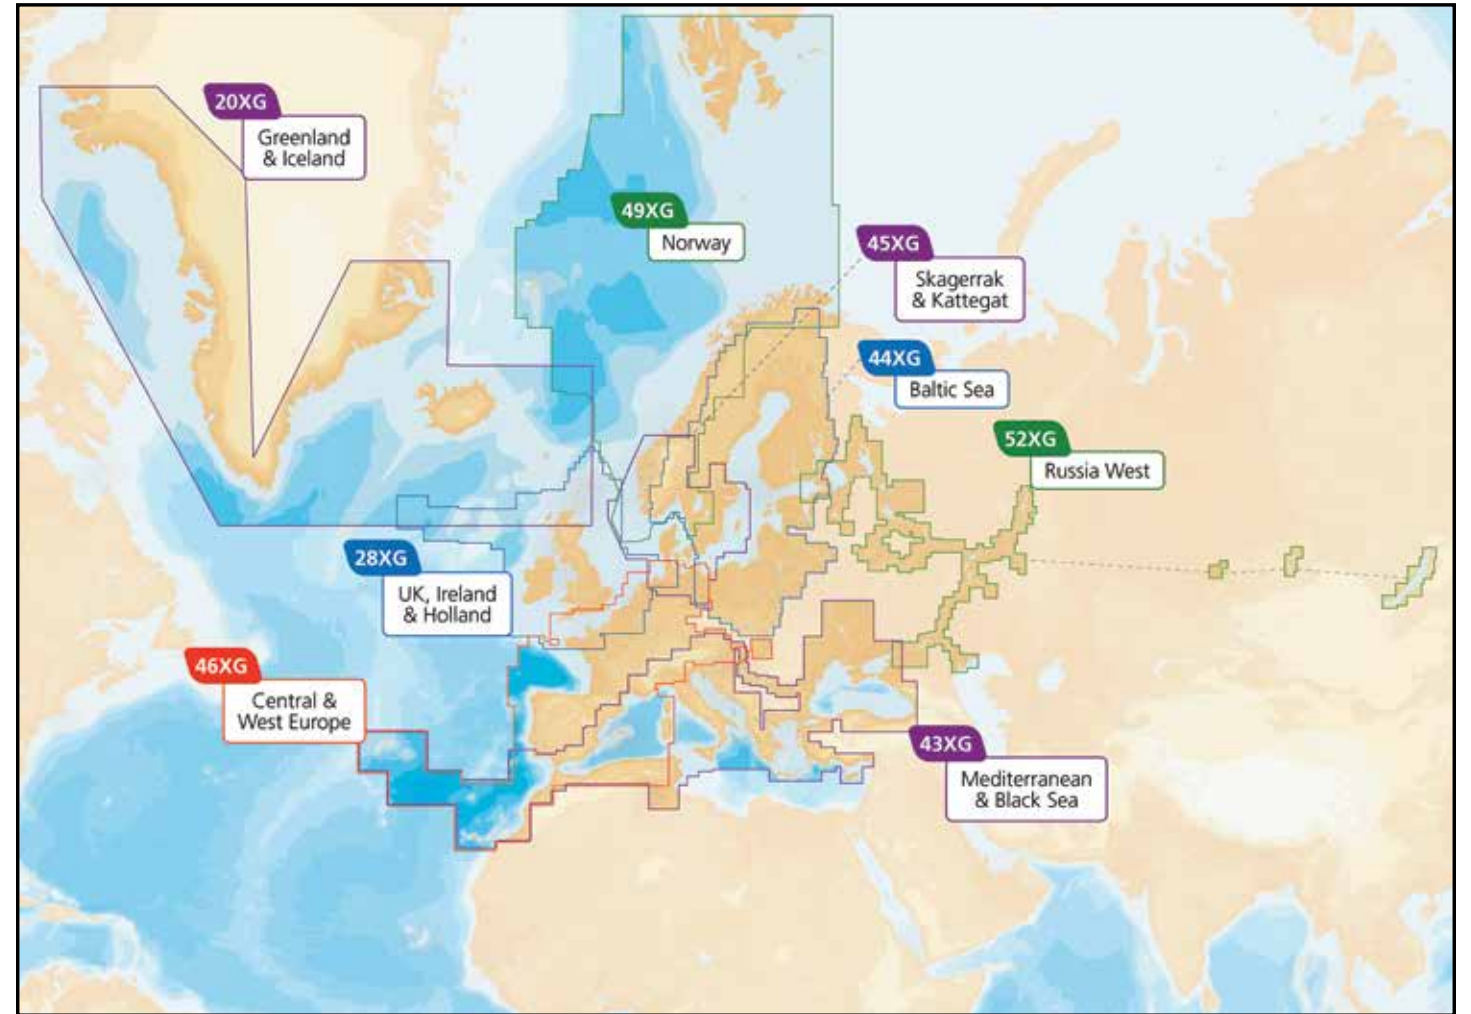 20XG
Greenland
& Iceland
49XG
Norway
45XG
Skagerrak
& Kattegat
44XG
Baltic Sea
52XG
Russia West
28XG
UK, Ireland
& Holland
46XG
Central &
West Europe
43XG
Mediterranean
& Black Sea